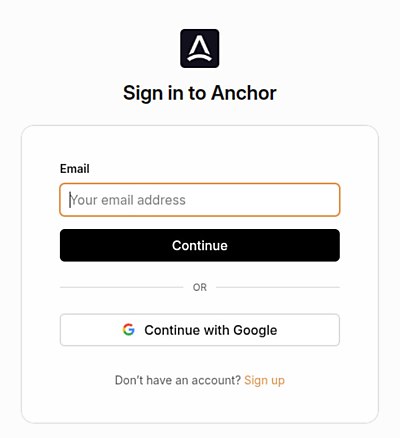 Sign in to Anchor
Email
Your email address
Continue
OR
Continue with Google
Don’t have an account? Sign up